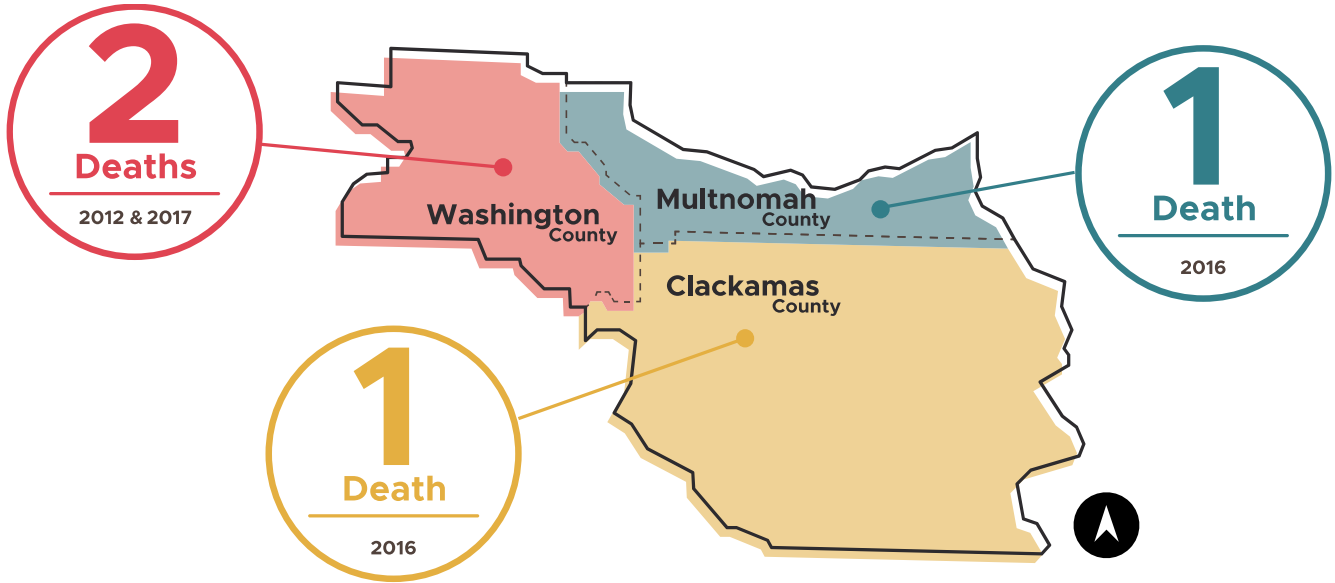 2
Deaths
2012 & 2017
1
Death
2016
Washington
County
Multnomah
County
Clackamas
County
1
Death
2016